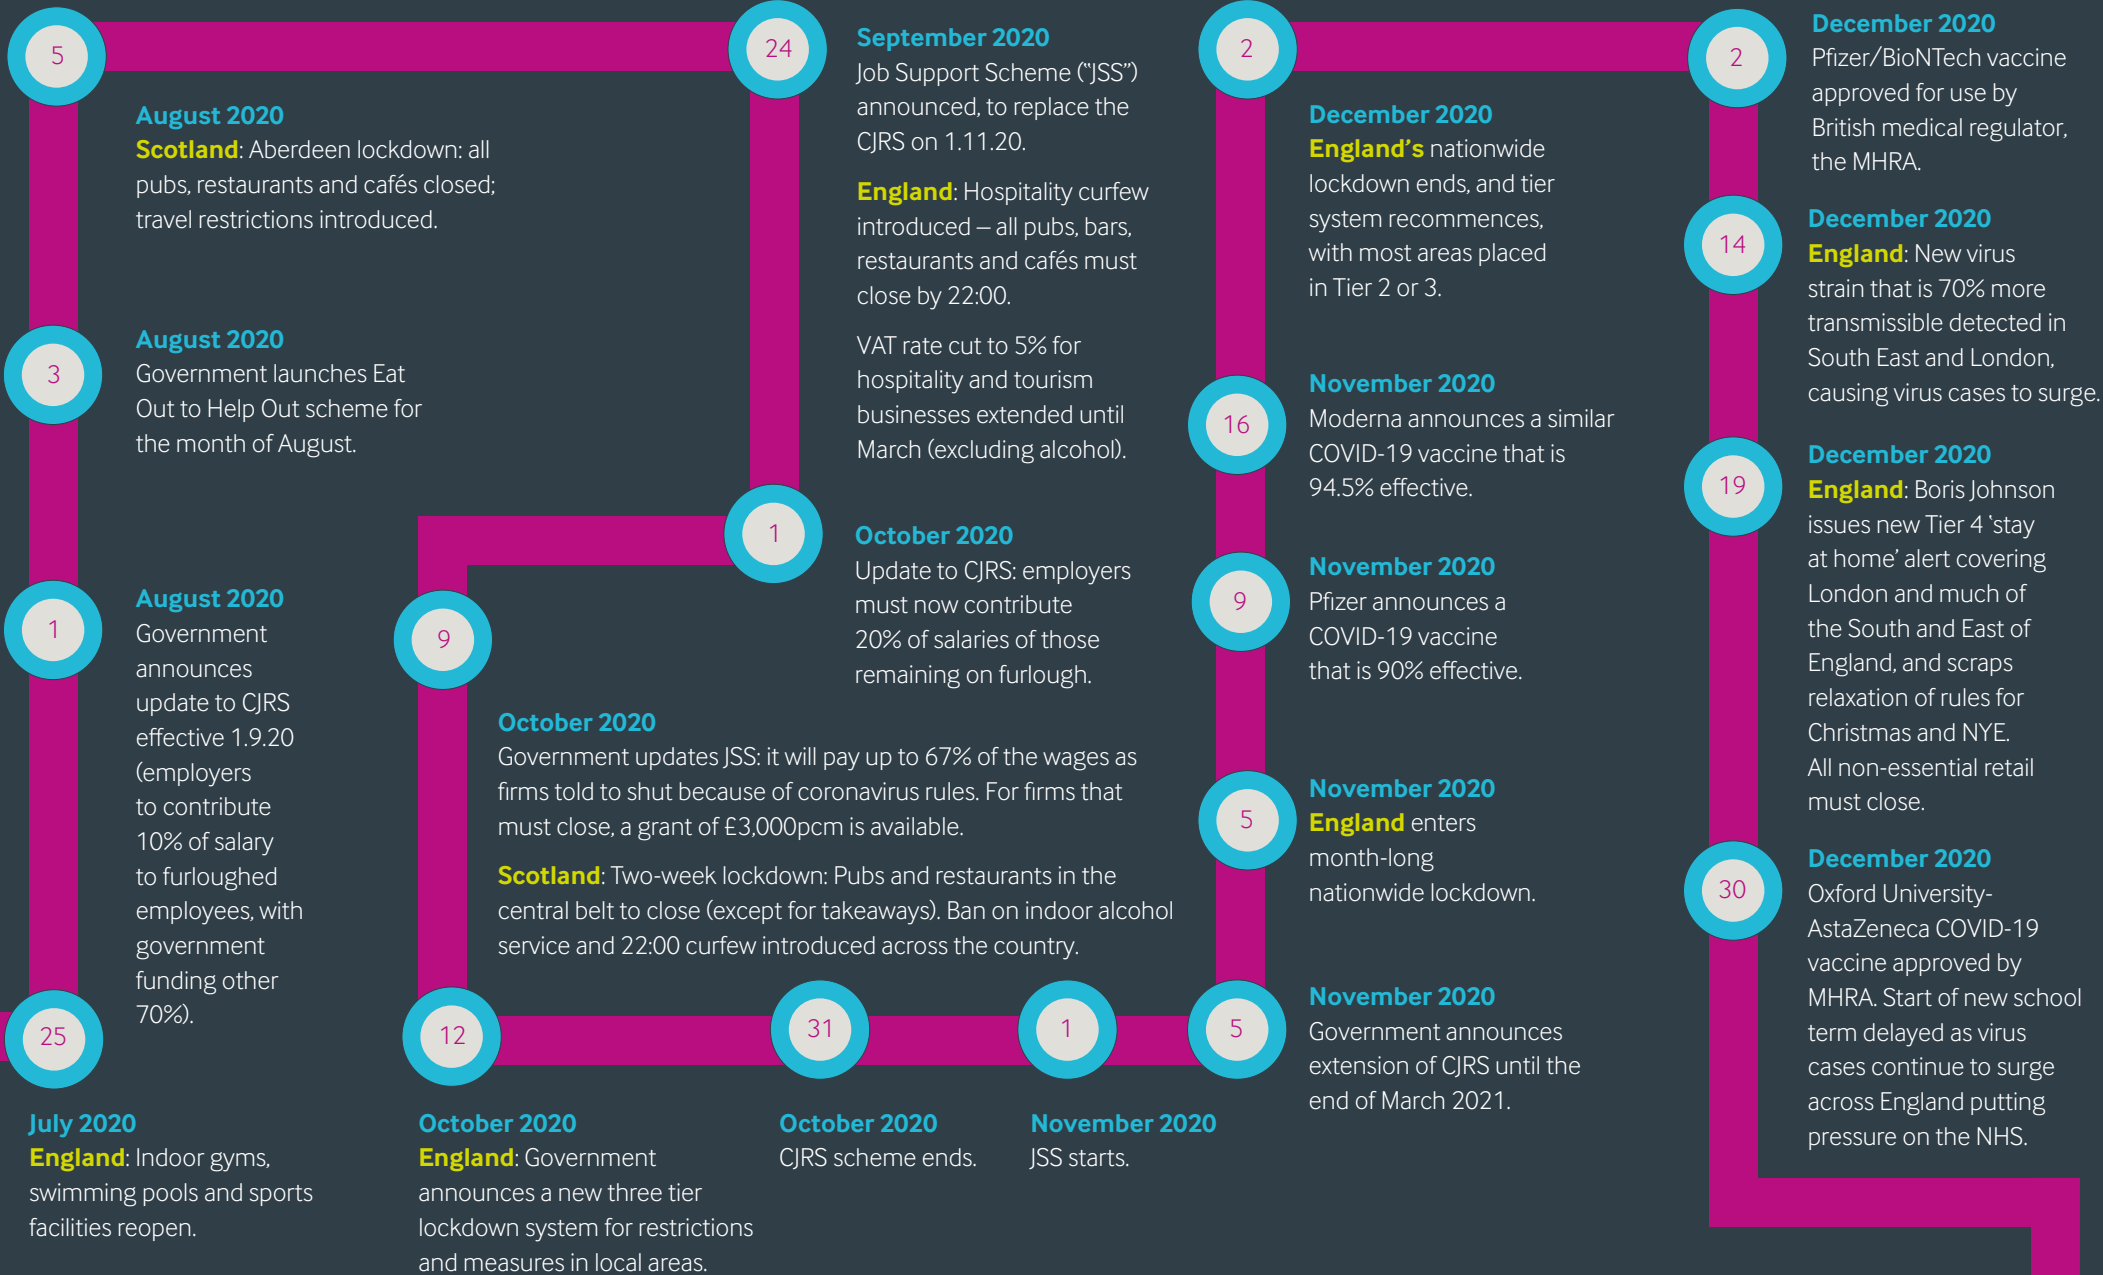 5
August 2020
Scotland: Aberdeen lockdown: all
pubs, restaurants and cafés closed;
travel restrictions introduced.
3
August 2020
Government launches Eat
Out to Help Out scheme for
the month of August.
1
August 2020
Government
announces
update to CJRS
effective 1.9.20
(employers
to contribute
10% of salary
to furloughed
employees, with
government
funding other
70%).
25
July 2020
England: Indoor gyms,
swimming pools and sports
facilities reopen.
24
September 2020
Job Support Scheme (“JSS”)
announced, to replace the
CJRS on 1.11.20.
England: Hospitality curfew
introduced – all pubs, bars,
restaurants and cafés must
close by 22:00.
VAT rate cut to 5% for
hospitality and tourism
businesses extended until
March (excluding alcohol).
1
October 2020
Update to CJRS: employers
must now contribute
20% of salaries of those
remaining on furlough.
9
October 2020
Government updates JSS: it will pay up to 67% of the wages as
firms told to shut because of coronavirus rules. For firms that
must close, a grant of £3,000pcm is available.
Scotland: Two-week lockdown: Pubs and restaurants in the
central belt to close (except for takeaways). Ban on indoor alcohol
service and 22:00 curfew introduced across the country.
12
October 2020
England: Government
announces a new three tier
lockdown system for restrictions
and measures in local areas.
31
October 2020
CJRS scheme ends.
1
November 2020
JSS starts.
5
November 2020
Government announces
extension of CJRS until the
end of March 2021.
5
November 2020
England enters
month-long
nationwide lockdown.
9
November 2020
Pfizer announces a
COVID-19 vaccine
that is 90% effective.
16
November 2020
Moderna announces a similar
COVID-19 vaccine that is
94.5% effective.
2
December 2020
England’s nationwide
lockdown ends, and tier
system recommences,
with most areas placed
in Tier 2 or 3.
2
December 2020
Pfizer/BioNTech vaccine
approved for use by
British medical regulator,
the MHRA.
14
December 2020
England: New virus
strain that is 70% more
transmissible detected in
South East and London,
causing virus cases to surge.
19
December 2020
England: Boris Johnson
issues new Tier 4 ‘stay
at home’ alert covering
London and much of
the South and East of
England, and scraps
relaxation of rules for
Christmas and NYE.
All non-essential retail
must close.
30
December 2020
Oxford University-
AstaZeneca COVID-19
vaccine approved by
MHRA. Start of new school
term delayed as virus
cases continue to surge
across England putting
pressure on the NHS.